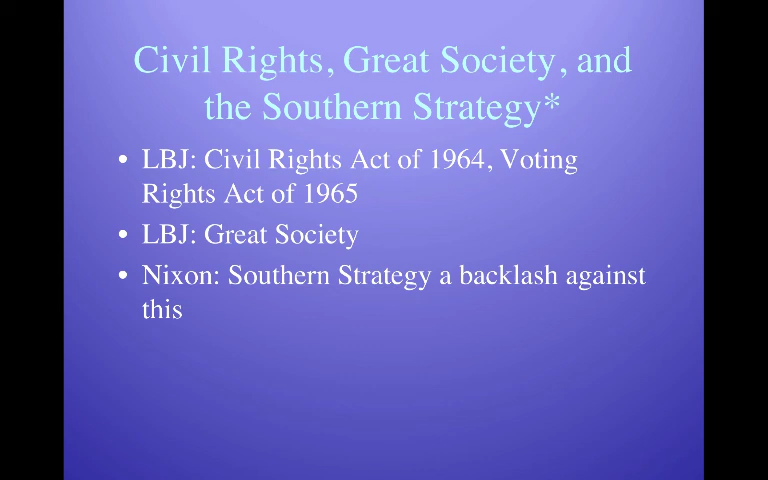 Civil Rights, Great Society, and
the Southern Strategy*
• LBJ: Civil Rights Act of 1964, Voting
Rights Act of 1965
• LBJ: Great Society
• Nixon: Southern Strategy a backlash against
this